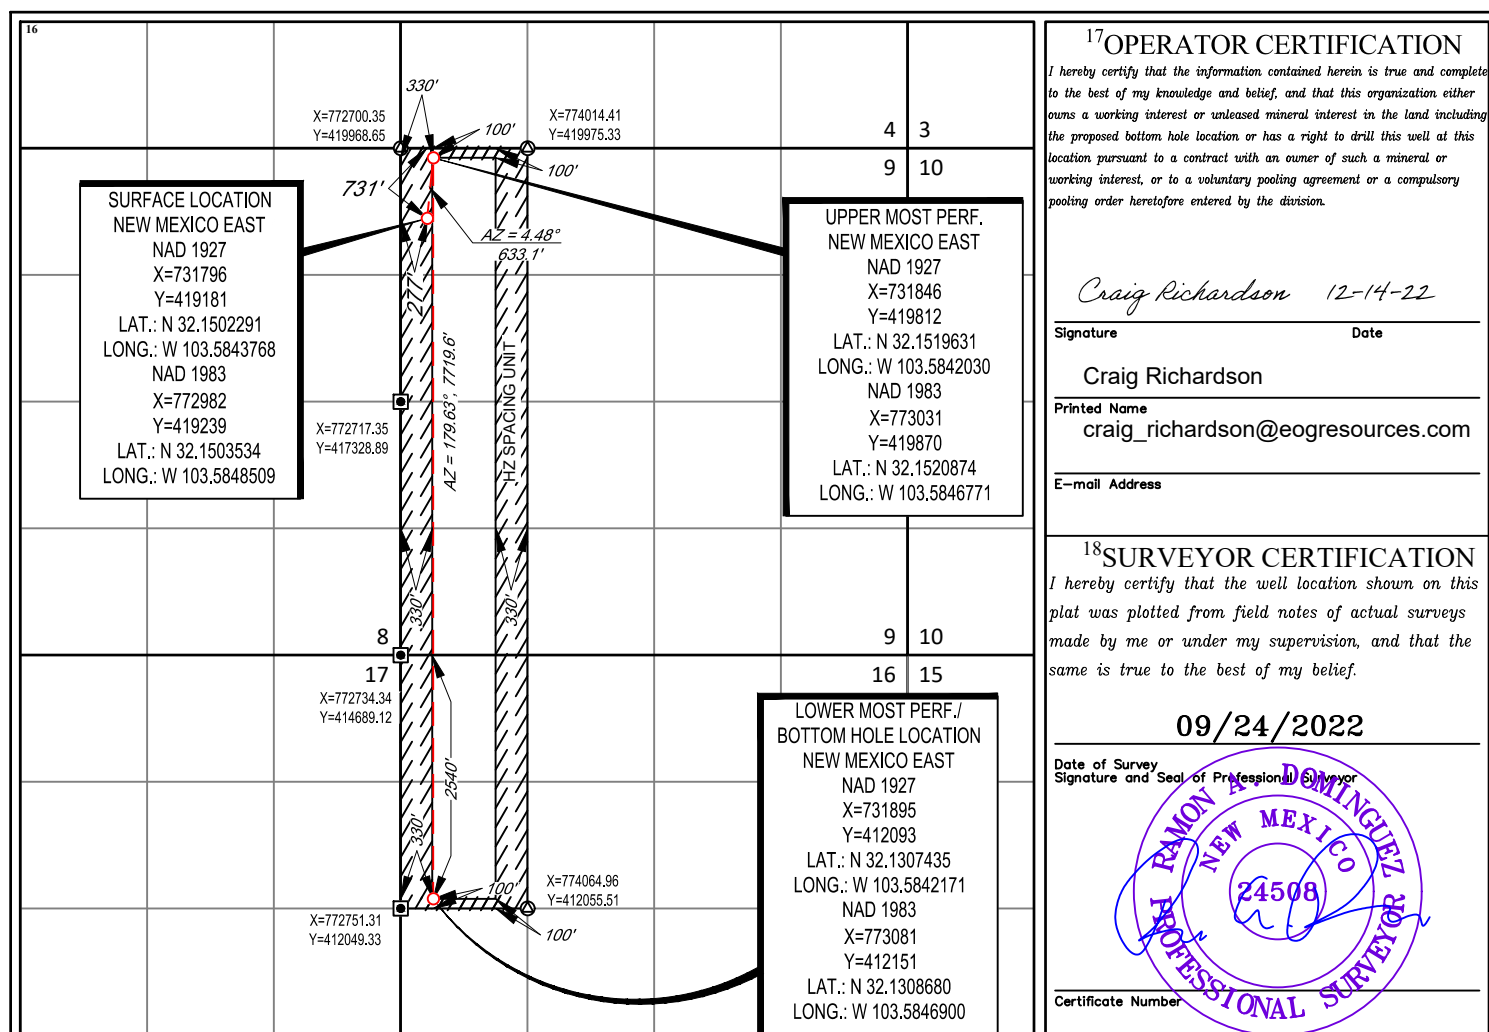 16
330'
X=772700.35
Y=419968.65
100'
X=774014.41
Y=419975.33
4 3
9 10
100'
731'
SURFACE LOCATION
NEW MEXICO EAST
NAD 1927
X=731796
Y=419181
LAT.: N 32.1502291
LONG.: W 103.5843768
NAD 1983
X=772982
Y=419239
LAT.: N 32.1503534
LONG.: W 103.5848509
AZ = 4.48°
633.1'
277'
UPPER MOST PERF.
NEW MEXICO EAST
NAD 1927
X=731846
Y=419812
LAT.: N 32.1519631
LONG.: W 103.5842030
NAD 1983
X=773031
Y=419870
LAT.: N 32.1520874
LONG.: W 103.5846771
AZ = 179.63°, 7719.6'
HZ SPACING UNIT
X=772717.35
Y=417328.89
330'
330'
8
17
9 10
16 15
X=772734.34
Y=414689.12
2540'
330'
LOWER MOST PERF./
BOTTOM HOLE LOCATION
NEW MEXICO EAST
NAD 1927
X=731895
Y=412093
LAT.: N 32.1307435
LONG.: W 103.5842171
NAD 1983
X=773081
Y=412151
LAT.: N 32.1308680
LONG.: W 103.5846900
100'
X=774064.96
Y=412055.51
100'
X=772751.31
Y=412049.33
17OPERATOR CERTIFICATION
I hereby certify that the information contained herein is true and complete
to the best of my knowledge and belief, and that this organization either
owns a working interest or unleased mineral interest in the land including
the proposed bottom hole location or has a right to drill this well at this
location pursuant to a contract with an owner of such a mineral or
working interest, or to a voluntary pooling agreement or a compulsory
pooling order heretofore entered by the division.
Craig Richardson 12-14-22
Signature Date
Craig Richardson
Printed Name
craig_richardson@eogresources.com
E-mail Address
18SURVEYOR CERTIFICATION
I hereby certify that the well location shown on this
plat was plotted from field notes of actual surveys
made by me or under my supervision, and that the
same is true to the best of my belief.
09/24/2022
Date of Survey
Signature and Seal of Professional Surveyor
RAMON A. DOMINGUEZ
NEW MEXICO
24508
PROFESSIONAL SURVEYOR
Certificate Number